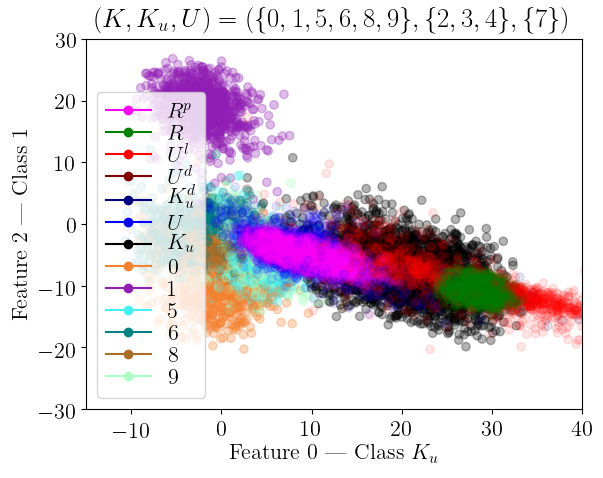 (K, K_u, U) = ({0, 1, 5, 6, 8, 9}, {2, 3, 4}, {7})
30
20
10
0
−10
−20
−30
Feature 2 — Class 1
R^p
R
U^l
U^d
K_u^d
U
K_u
0
1
5
6
8
9
−10
0
10
20
30
40
Feature 0 — Class K_u